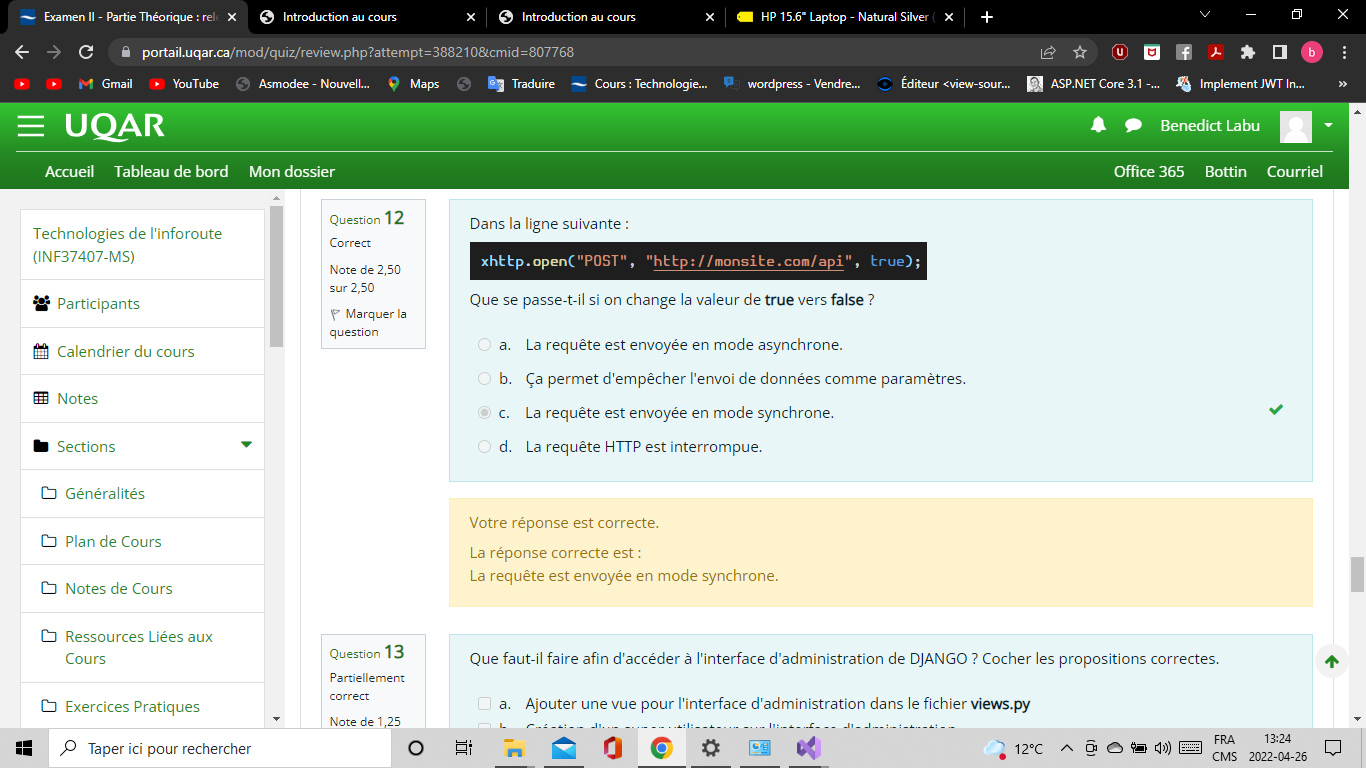 Examen II - Partie Théorique : rel
Introduction au cours
Introduction au cours
HP 15.6" Laptop - Natural Silver (
portail.uqar.ca/mod/quiz/review.php?attempt=388210&cmid=807768
b
Gmail
YouTube
Asmodee - Nouvell...
Maps
Traduire
Cours : Technologie...
wordpress - Vendre...
Éditeur <view-sour...
ASP.NET Core 3.1 -...
Implement JWT In...
»
UQAR
Benedict Labu
Accueil
Tableau de bord
Mon dossier
Office 365
Bottin
Courriel
Technologies de l'inforoute
(INF37407-MS)
Participants
Calendrier du cours
Notes
Sections
Généralités
Plan de Cours
Notes de Cours
Ressources Liées aux
Cours
Exercices Pratiques
Question 12
Correct
Note de 2,50
sur 2,50
Marquer la
question
Dans la ligne suivante :
xhttp.open("POST", "http://monsite.com/api", true);
Que se passe-t-il si on change la valeur de true vers false ?
a. La requête est envoyée en mode asynchrone.
b. Ça permet d'empêcher l'envoi de données comme paramètres.
c. La requête est envoyée en mode synchrone.
d. La requête HTTP est interrompue.
Votre réponse est correcte.
La réponse correcte est :
La requête est envoyée en mode synchrone.
Question 13
Partiellement
correct
Note de 1,25
Que faut-il faire afin d'accéder à l'interface d'administration de DJANGO ? Cocher les propositions correctes.
a. Ajouter une vue pour l'interface d'administration dans le fichier views.py
b. Création d'un super utilisateur sur l'interface d'administration
Taper ici pour rechercher
12°C
FRA
CMS
13:24
2022-04-26